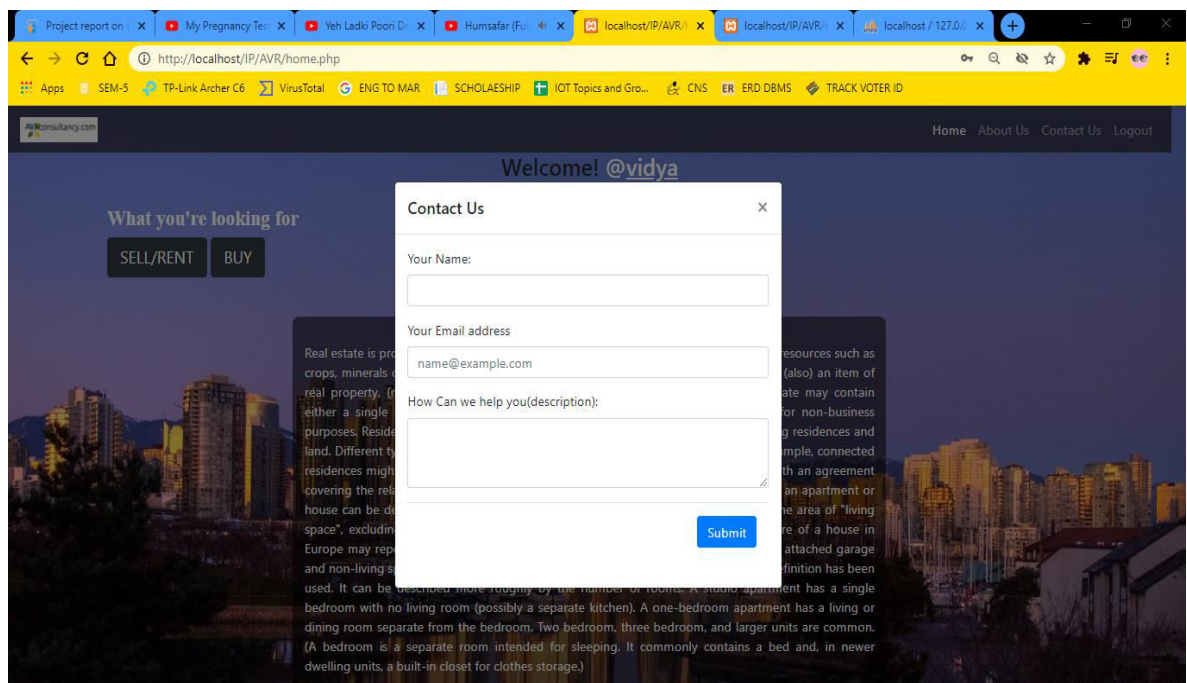 Project report on
My Pregnancy Test
Yeh Ladki Poori Dr
Humsafar (Ful
localhost/IP/AVR/
localhost/IP/AVR/
localhost / 127.0.0
http://localhost/IP/AVR/home.php
Apps SEM-5 TP-Link Archer C6 VirusTotal G ENG TO MAR SCHOLAESHIP IOT Topics and Gro... CNS ER ERD DBMS TRACK VOTER ID
AVRconsultancy.com
Home About Us Contact Us Logout
Welcome! @vidya
What you're looking for
SELL/RENT BUY
Contact Us ×
Your Name:
Your Email address
name@example.com
How Can we help you(description):
Submit
Real estate is pro resources such as
crops, minerals (also) an item of
real property, ate may contain
either a single for non-business
purposes. Reside g residences and
land. Different ty mple, connected
residences migh th an agreement
covering the rela an apartment or
house can be de e area of "living
space", excludin re of a house in
Europe may repo attached garage
and non-living sp finition has been
used. It can be described more roughly by the number of rooms. A studio apartment has a single
bedroom with no living room (possibly a separate kitchen). A one-bedroom apartment has a living or
dining room separate from the bedroom. Two bedroom, three bedroom, and larger units are common.
(A bedroom is a separate room intended for sleeping. It commonly contains a bed and, in newer
dwelling units, a built-in closet for clothes storage.)